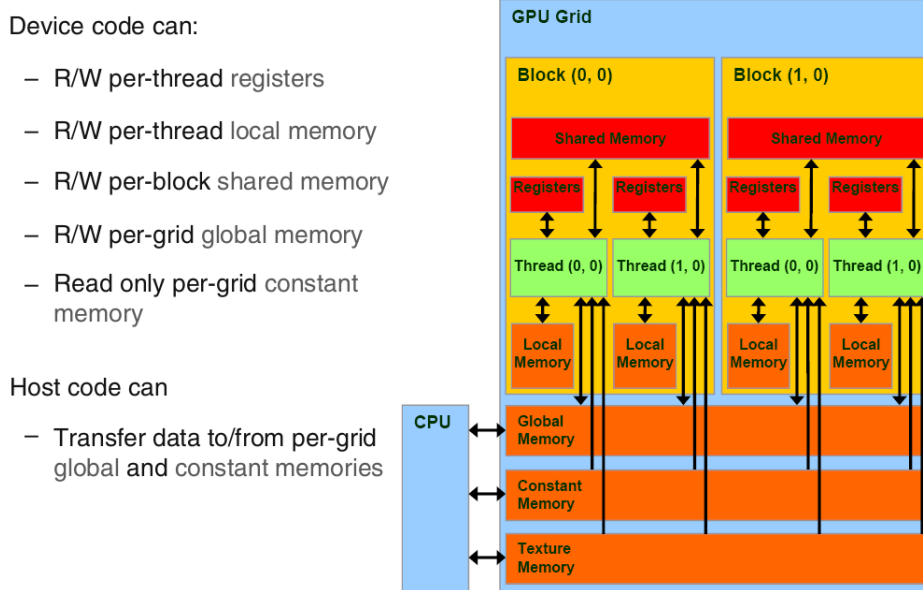 Device code can:
– R/W per-thread registers
– R/W per-thread local memory
– R/W per-block shared memory
– R/W per-grid global memory
– Read only per-grid constant
memory
Host code can
– Transfer data to/from per-grid
global and constant memories
GPU Grid
Block (0, 0)
Shared Memory
Registers
Registers
Thread (0, 0)
Thread (1, 0)
Local
Memory
Local
Memory
Block (1, 0)
Shared Memory
Registers
Registers
Thread (0, 0)
Thread (1, 0)
Local
Memory
Local
Memory
CPU
Global
Memory
Constant
Memory
Texture
Memory